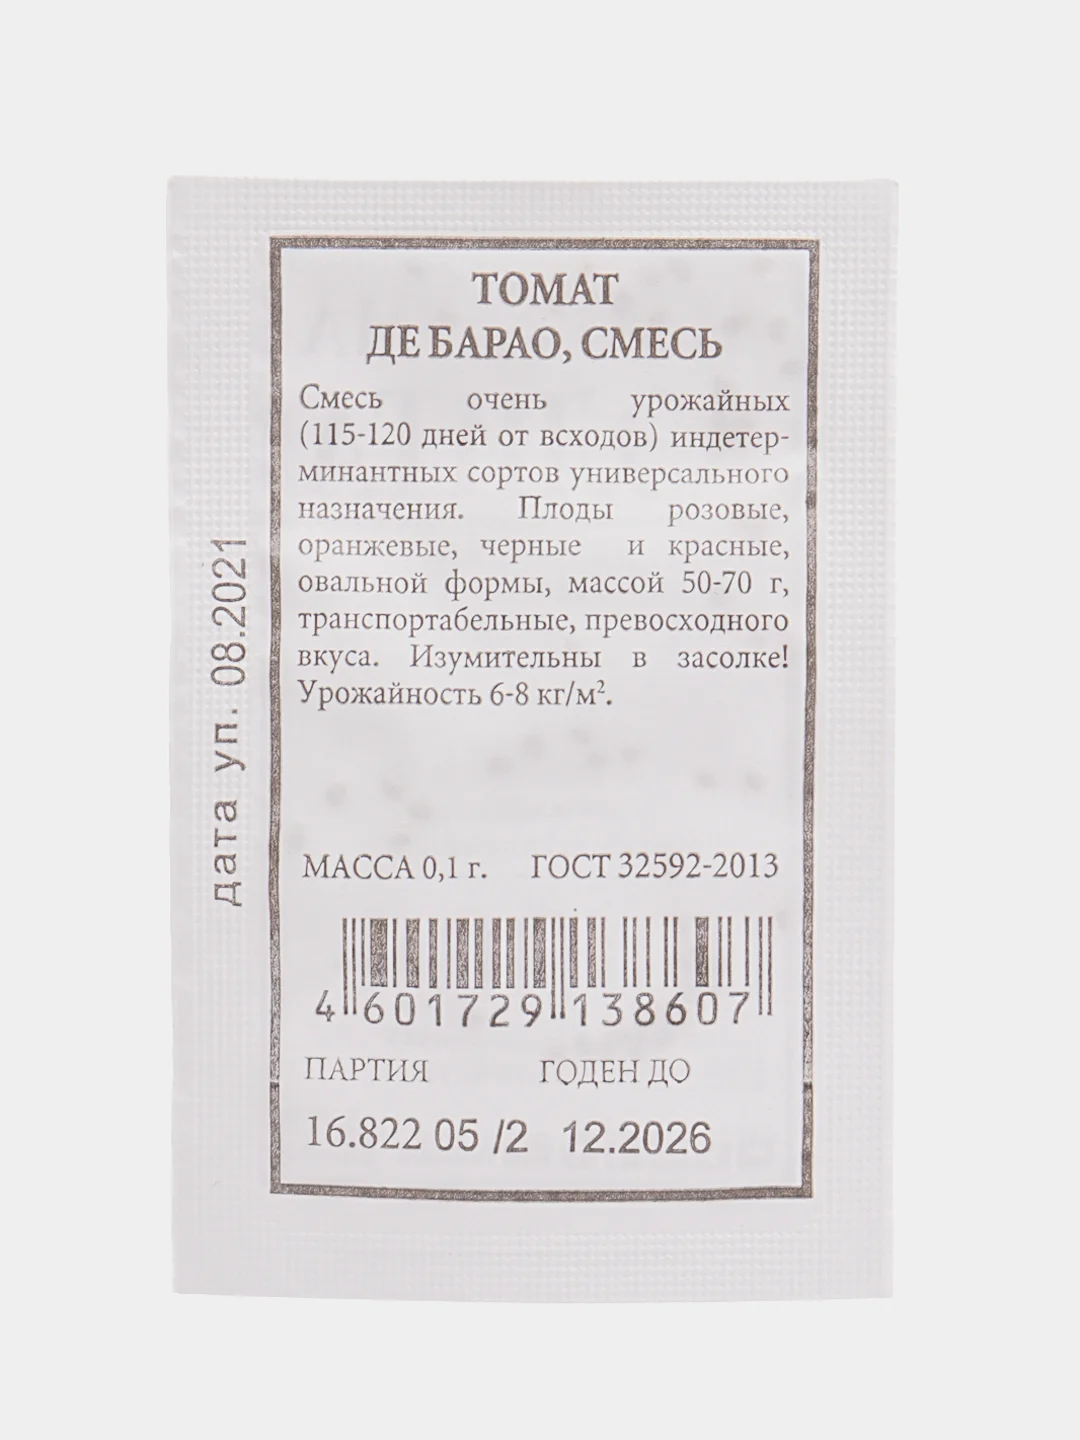 ТОМАТ
ДЕ БАРАО, СМЕСЬ
Смесь очень урожайных
(115-120 дней от всходов) индетер-
минантных сортов универсального
назначения. Плоды розовые,
оранжевые, черные и красные,
овальной формы, массой 50-70 г,
транспортабельные, превосходного
вкуса. Изумительны в засолке!
Урожайность 6-8 кг/м².
МАССА 0,1 г. ГОСТ 32592-2013
4 601729 138607
ПАРТИЯ ГОДЕН ДО
16.822 05 /2 12.2026
дата уп. 08.2021